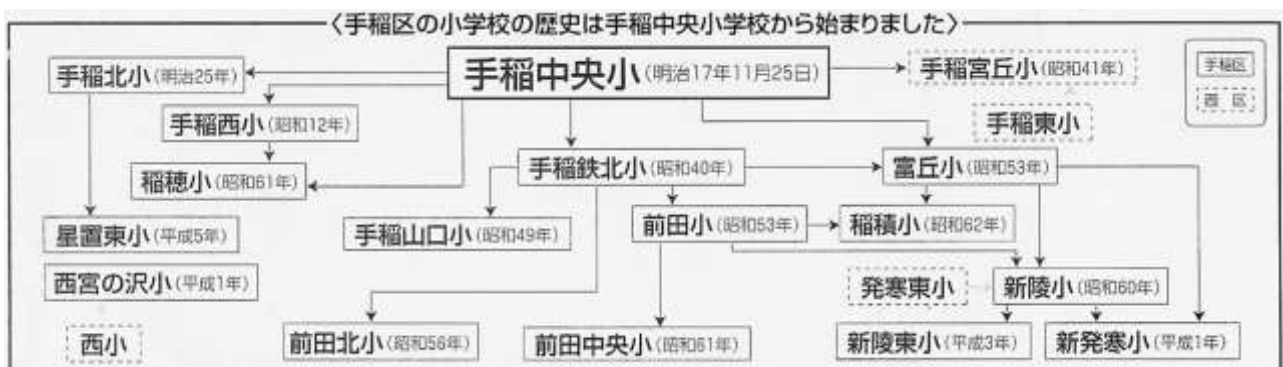 〈手稲区の小学校の歴史は手稲中央小学校から始まりました〉
手稲北小(明治25年)
手稲中央小(明治17年11月25日)
手稲宮丘小(昭和41年)
手稲区
西 区
手稲西小(昭和12年)
手稲東小
稲穂小(昭和61年)
手稲鉄北小(昭和40年)
富丘小(昭和53年)
星置東小(平成5年)
手稲山口小(昭和49年)
前田小(昭和53年)
稲積小(昭和62年)
西宮の沢小(平成1年)
発寒東小
新陵小(昭和60年)
西小
前田北小(昭和56年)
前田中央小(昭和61年)
新陵東小(平成3年)
新発寒小(平成1年)